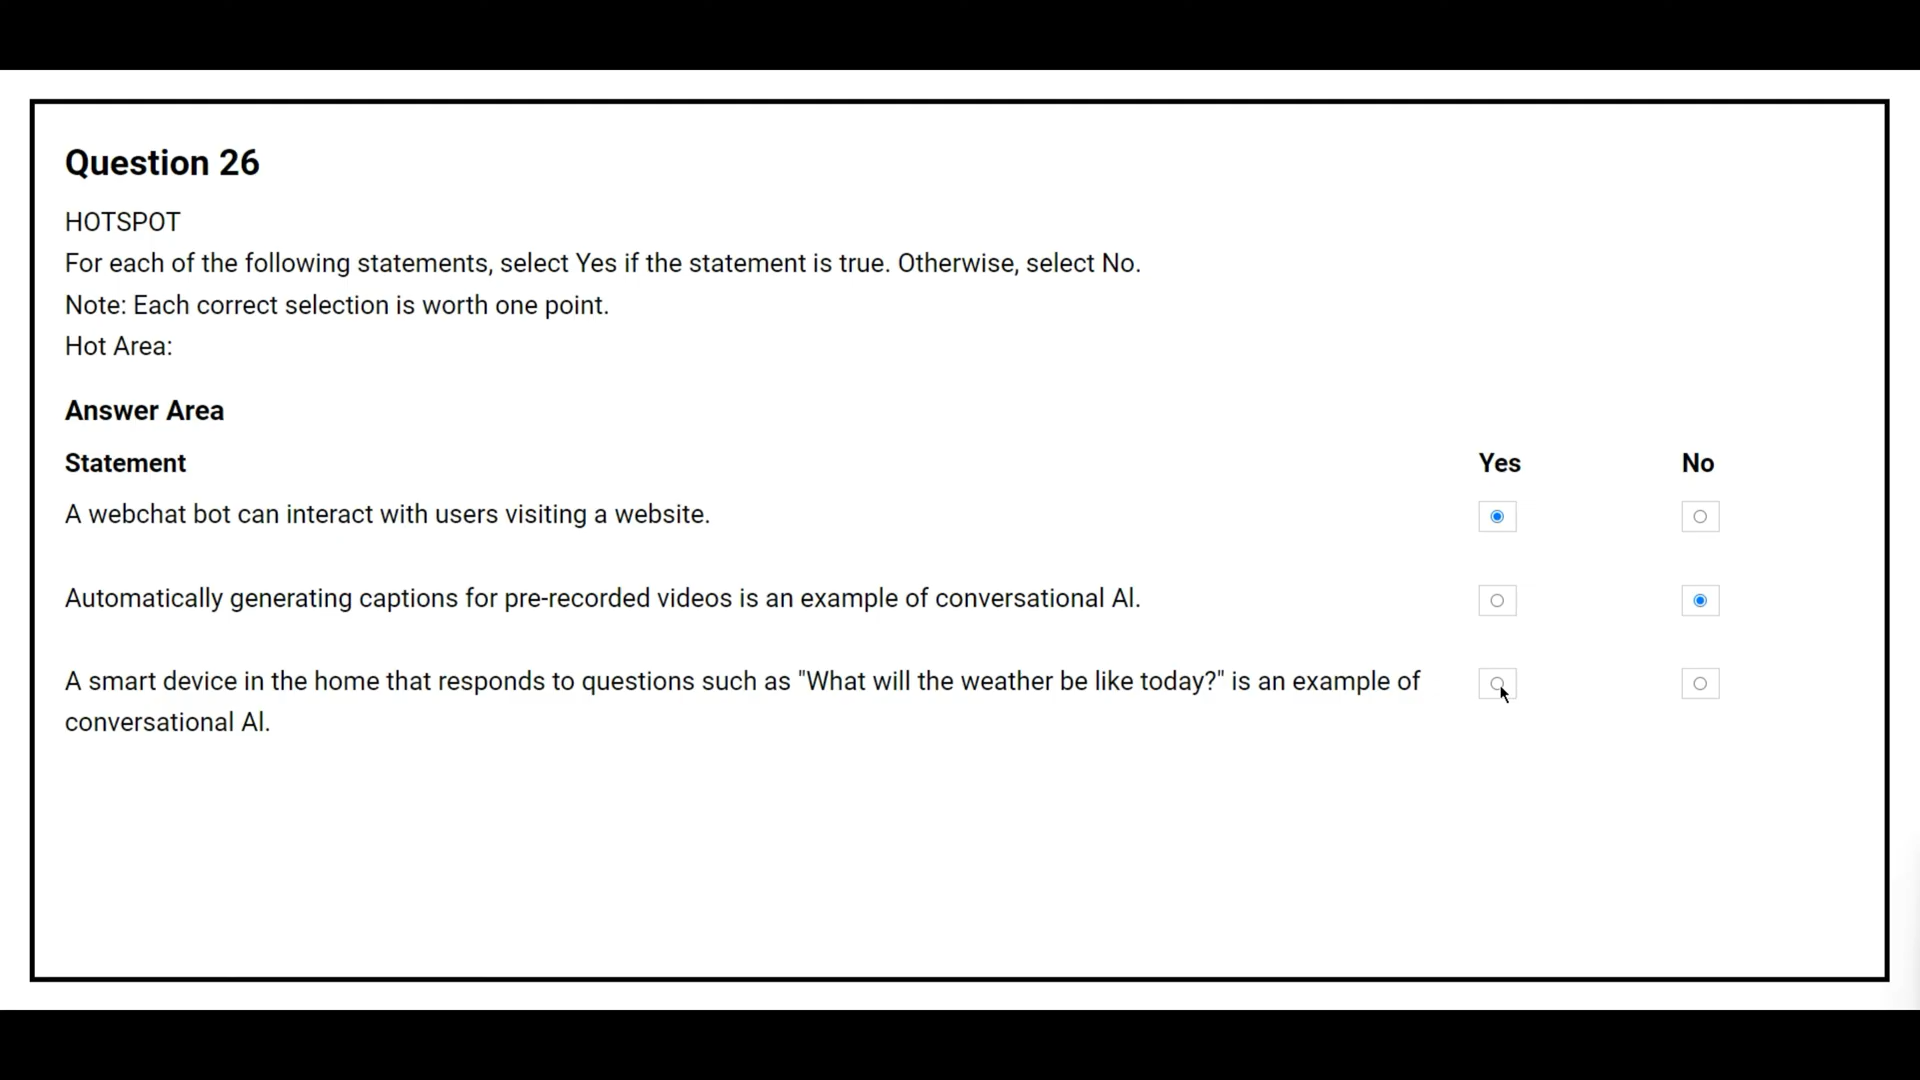 Question 26
HOTSPOT
For each of the following statements, select Yes if the statement is true. Otherwise, select No.
Note: Each correct selection is worth one point.
Hot Area:
Answer Area
Statement Yes No
A webchat bot can interact with users visiting a website.
Automatically generating captions for pre-recorded videos is an example of conversational Al.
A smart device in the home that responds to questions such as "What will the weather be like today?" is an example of
conversational Al.